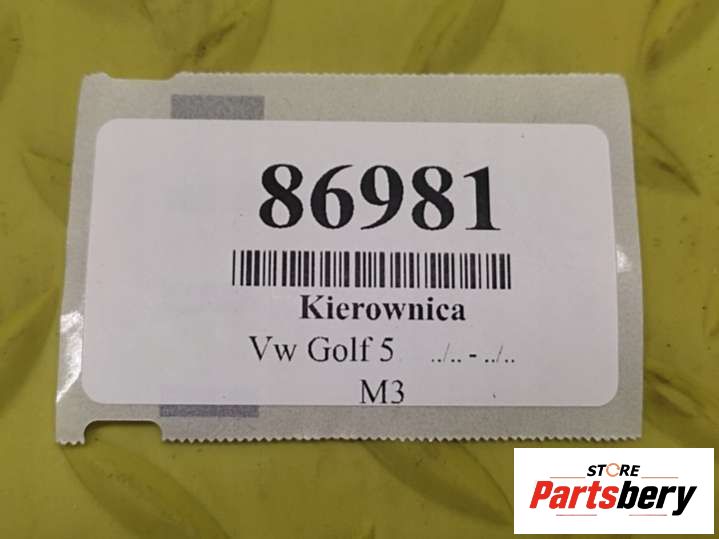 86981
Kierownica
Vw Golf 5 ../.. - ../..
M3
STORE
Partsbery